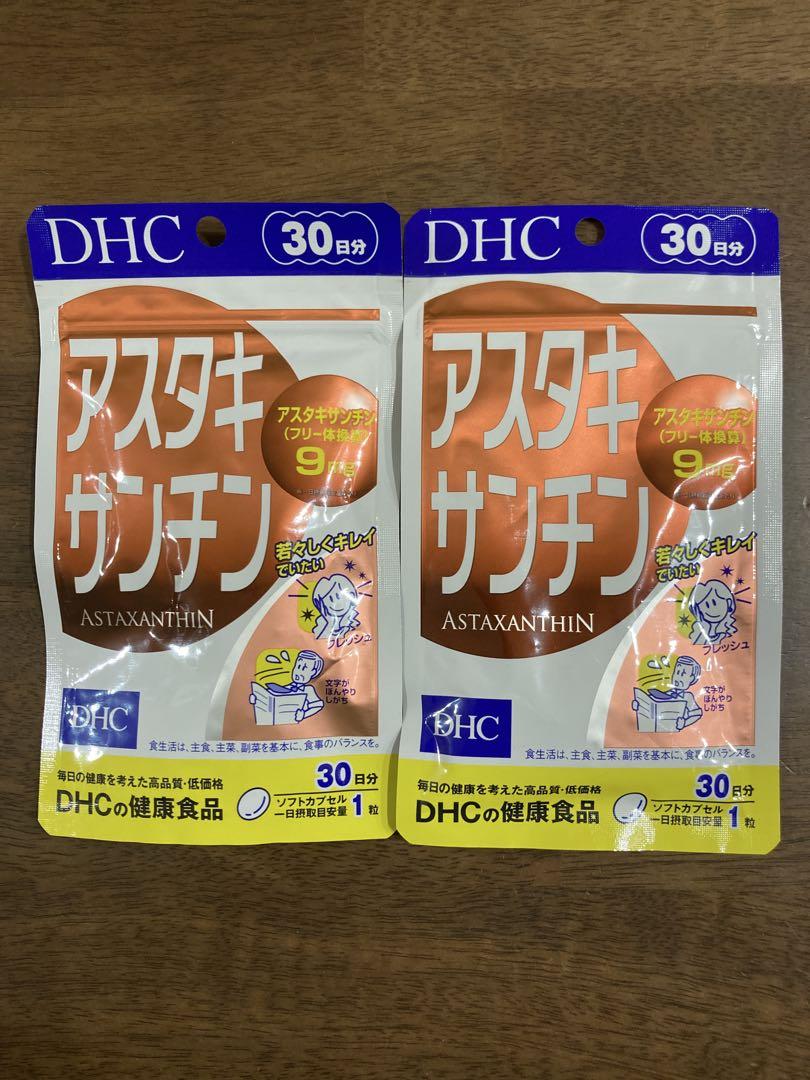 DHC
30日分
アスタキ
サンチン
アスタキサンチン
(フリー体換算)
9mg
ASTAXANTHIN
若々しくキレイ
でいたい
フレッシュ
文字が
ぼんやり
しがち
DHC
食生活は、主食、主菜、副菜を基本に、食事のバランスを。
毎日の健康を考えた高品質・低価格
DHCの健康食品
30日分
ソフトカプセル
一日摂取目安量 1粒
DHC
30日分
アスタキ
サンチン
アスタキサンチン
(フリー体換算)
9mg
ASTAXANTHIN
若々しくキレイ
でいたい
フレッシュ
文字が
ぼんやり
しがち
DHC
食生活は、主食、主菜、副菜を基本に、食事のバランスを。
毎日の健康を考えた高品質・低価格
DHCの健康食品
30日分
ソフトカプセル
一日摂取目安量 1粒